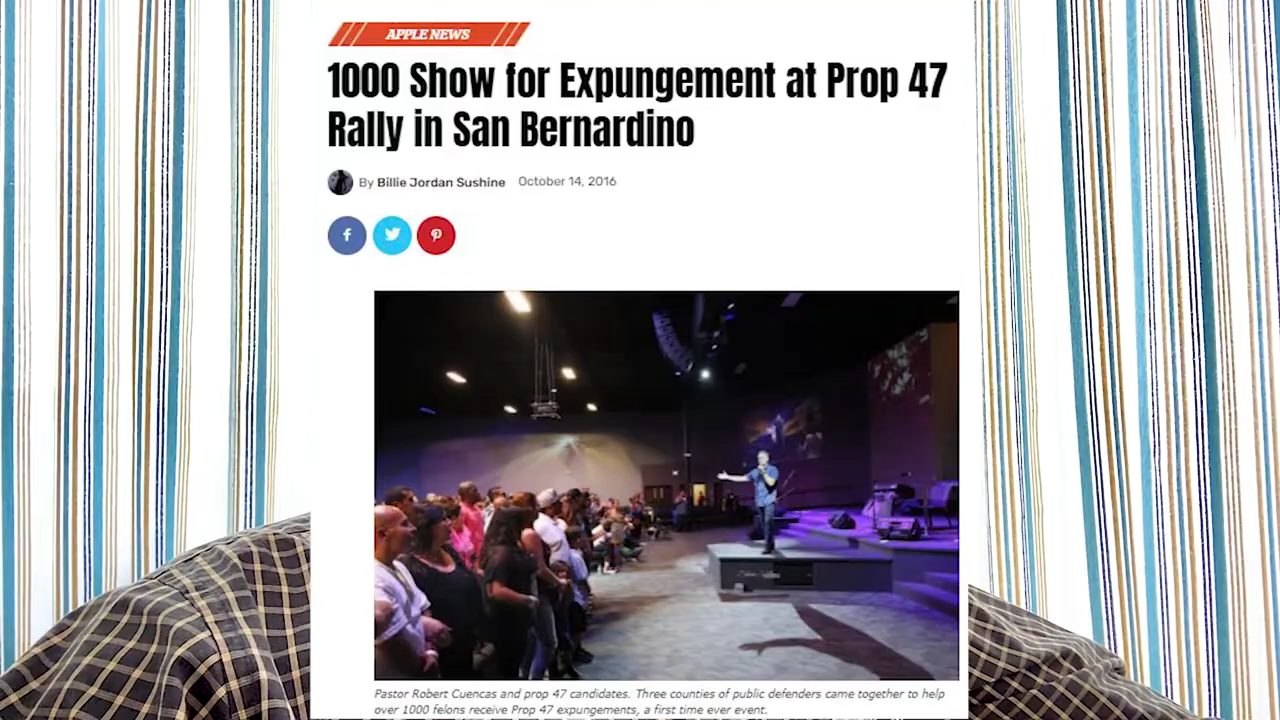 APPLE NEWS
1000 Show for Expungement at Prop 47
Rally in San Bernardino
By Billie Jordan Sushine October 14, 2016
Pastor Robert Cuencas and prop 47 candidates. Three counties of public defenders came together to help
over 1000 felons receive Prop 47 expungements, a first time ever event.